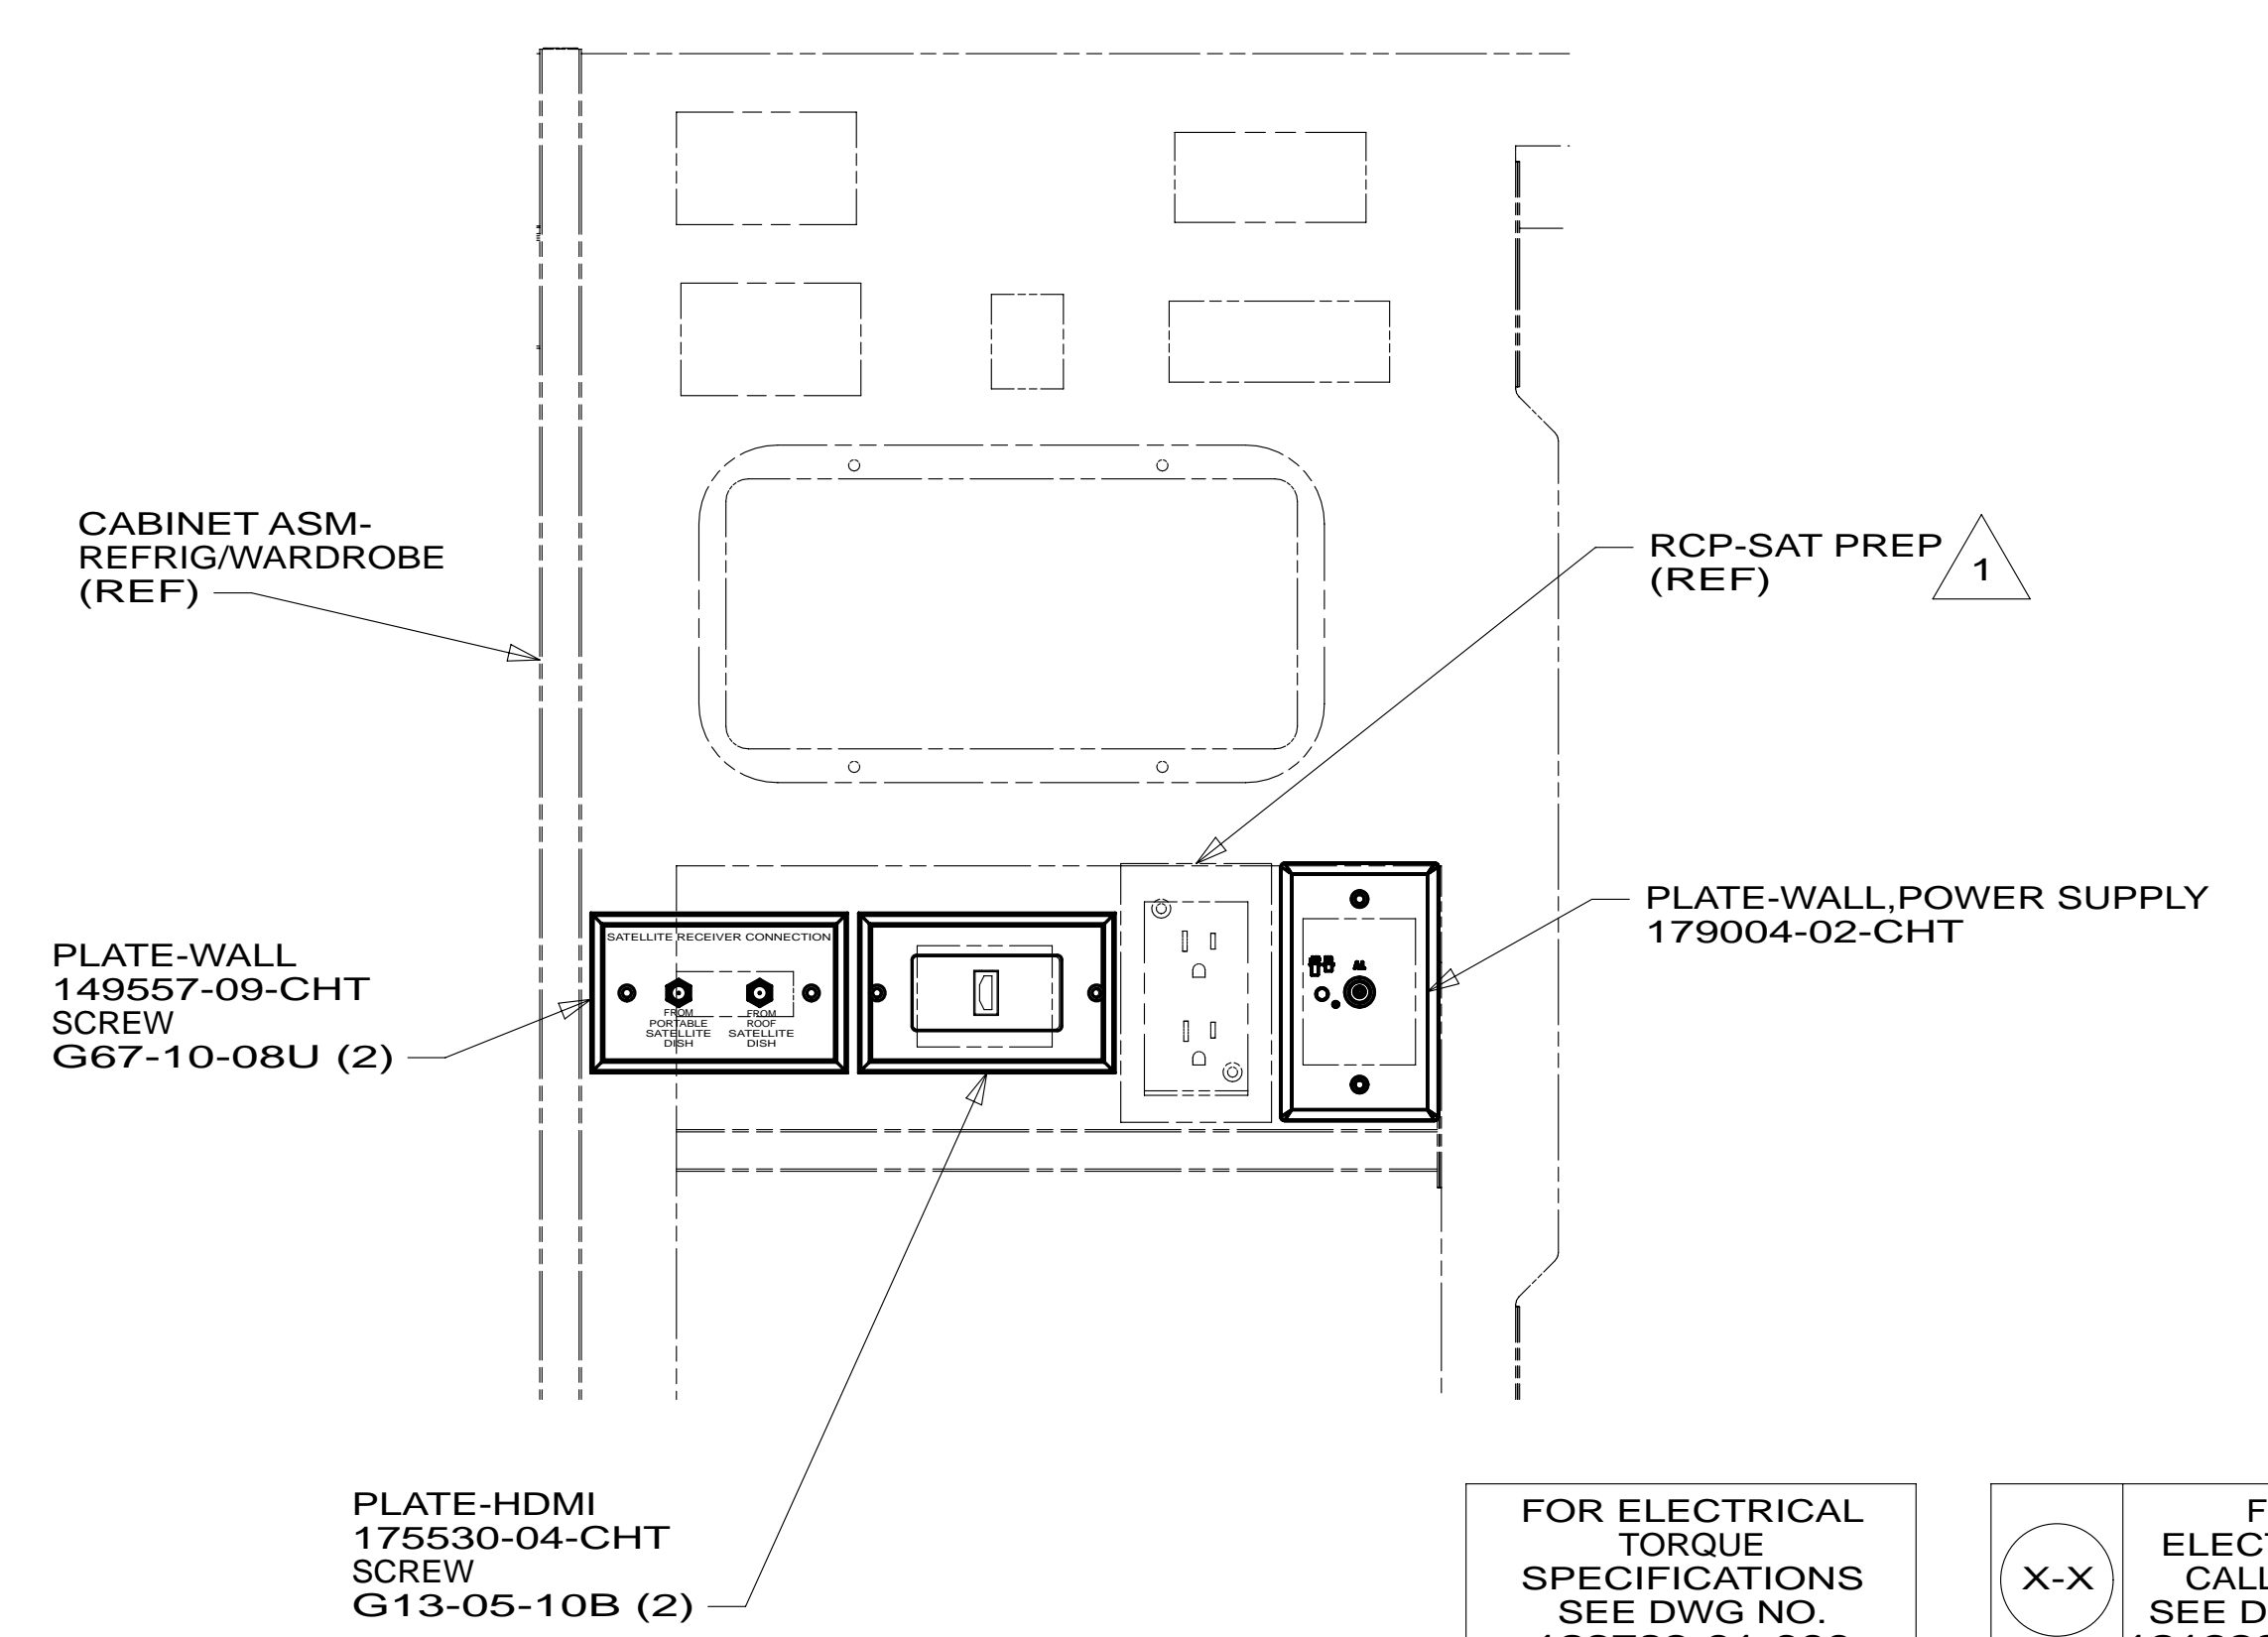 CABINET ASM-
REFRIG/WARDROBE
(REF)
RCP-SAT PREP
(REF)
1
PLATE-WALL,POWER SUPPLY
179004-02-CHT
PLATE-WALL
149557-09-CHT
SCREW
G67-10-08U (2)
SATELLITE RECEIVER CONNECTION
FROM
PORTABLE
SATELLITE
DISH
FROM
ROOF
SATELLITE
DISH
PLATE-HDMI
175530-04-CHT
SCREW
G13-05-10B (2)
FOR ELECTRICAL
TORQUE
SPECIFICATIONS
SEE DWG NO.
X-X
F
ELECT
CALL
SEE D